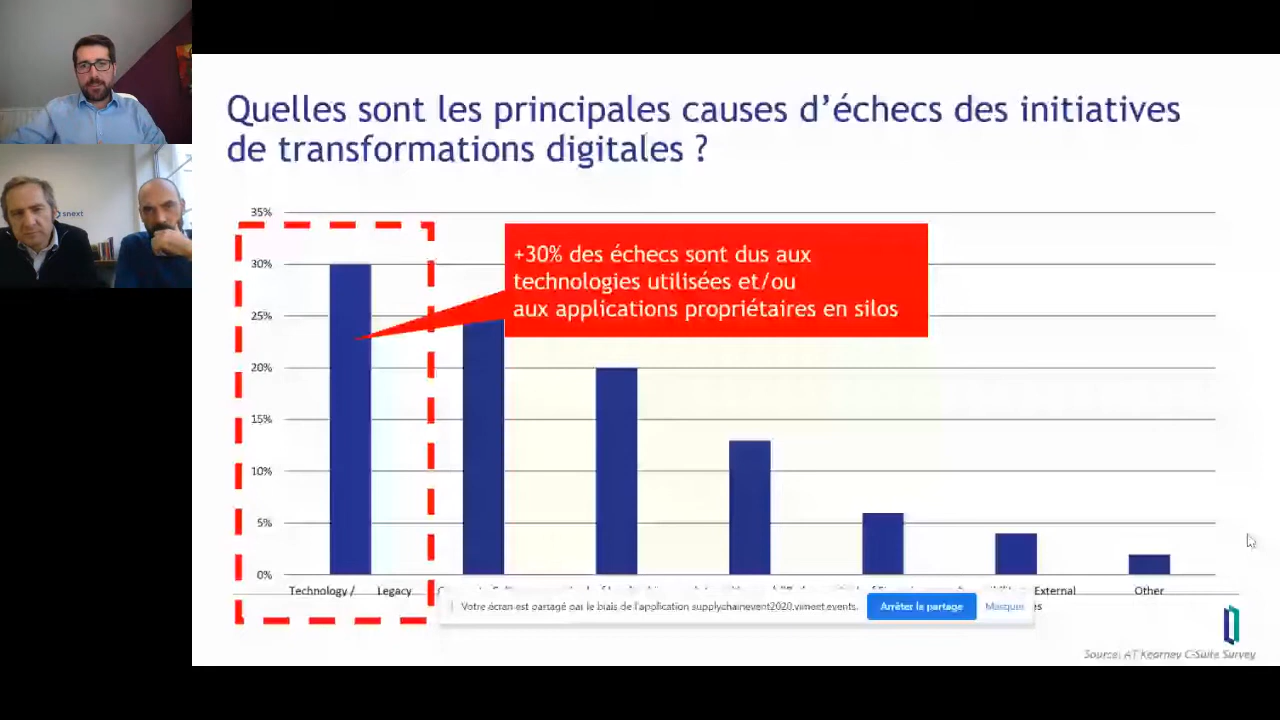 Quelles sont les principales causes d'échecs des initiatives
de transformations digitales ?
snext
35%
30%
25%
20%
15%
10%
5%
0%
+30% des échecs sont dus aux
technologies utilisées et/ou
aux applications propriétaires en silos
Technology / Legacy
External
Other
Votre écran est partagé par le biais de l'application supplychainevent2020.vimeet.events.
Arrêter le partage
Masquer
Source: AT Kearney C-Suite Survey